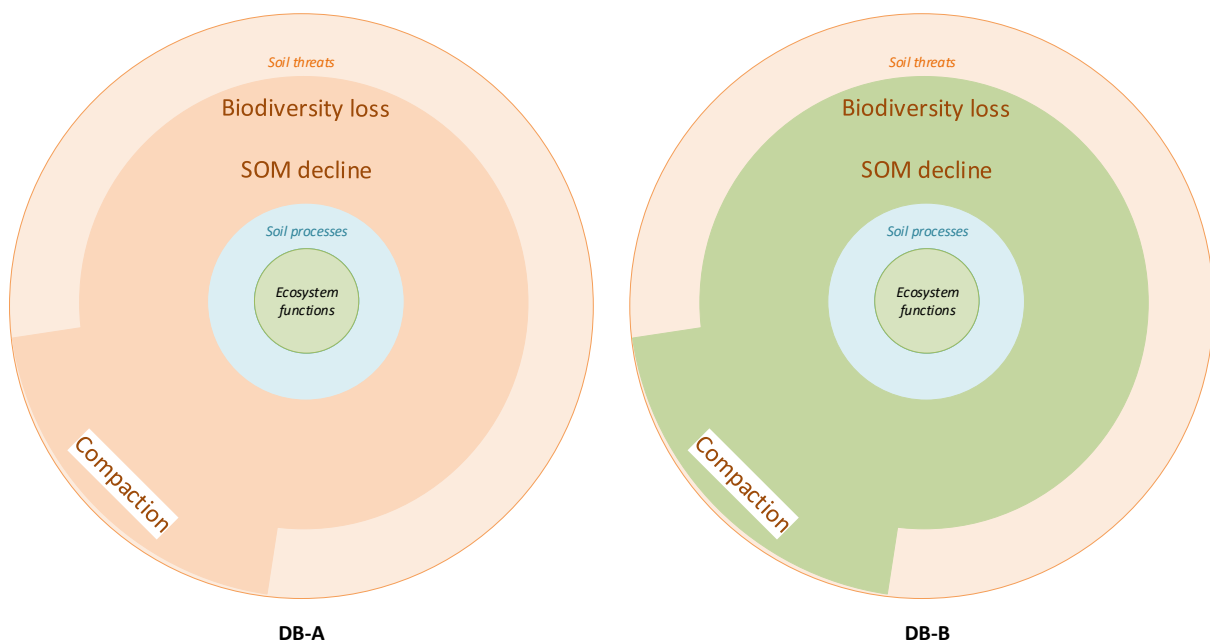 Soil threats
Biodiversity loss
SOM decline
Soil processes
Ecosystem
functions
Compaction
DB-A
Soil threats
Biodiversity loss
SOM decline
Soil processes
Ecosystem
functions
Compaction
DB-B